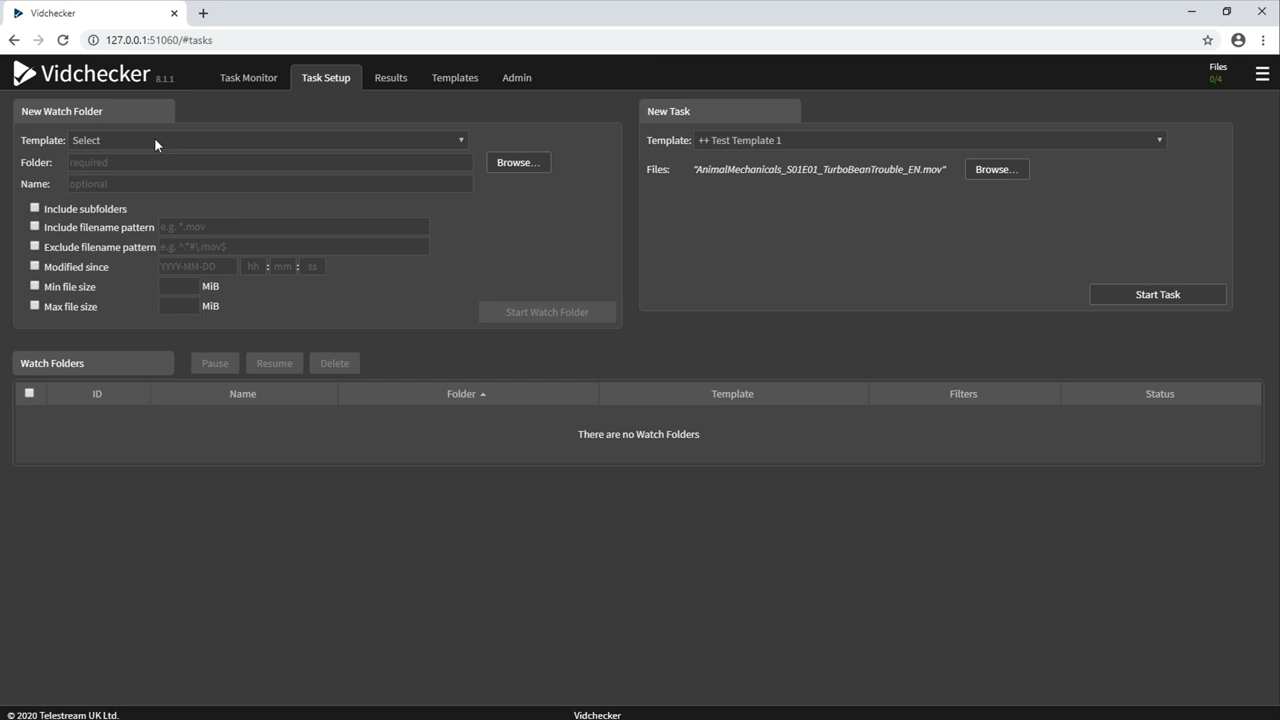 Vidchecker
127.0.0.1:51060/#tasks
Vidchecker 8.1.1
Task Monitor
Task Setup
Results
Templates
Admin
Files
0/4
New Watch Folder
Template: Select
Folder: required
Browse...
Name: optional
Include subfolders
Include filename pattern e.g. *.mov
Exclude filename pattern e.g. ^.*#\.mov$
Modified since YYYY-MM-DD hh : mm : ss
Min file size MiB
Max file size MiB
Start Watch Folder
New Task
Template: ++ Test Template 1
Files: "AnimalMechanicals_S01E01_TurboBeanTrouble_EN.mov"
Browse...
Start Task
Watch Folders
Pause
Resume
Delete
ID
Name
Folder
Template
Filters
Status
There are no Watch Folders
© 2020 Telestream UK Ltd.
Vidchecker